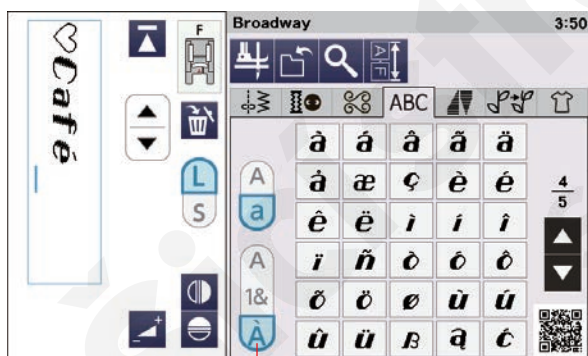 Broadway 3:50
F
♡Café
A
F
ABC
à á â ã ä
A
å æ ç è é
4
5
L
a
S
ê ë ì í î
A
ï ñ ò ó ô
1&
õ ö ø ù ú
À
û ü ß ą ć